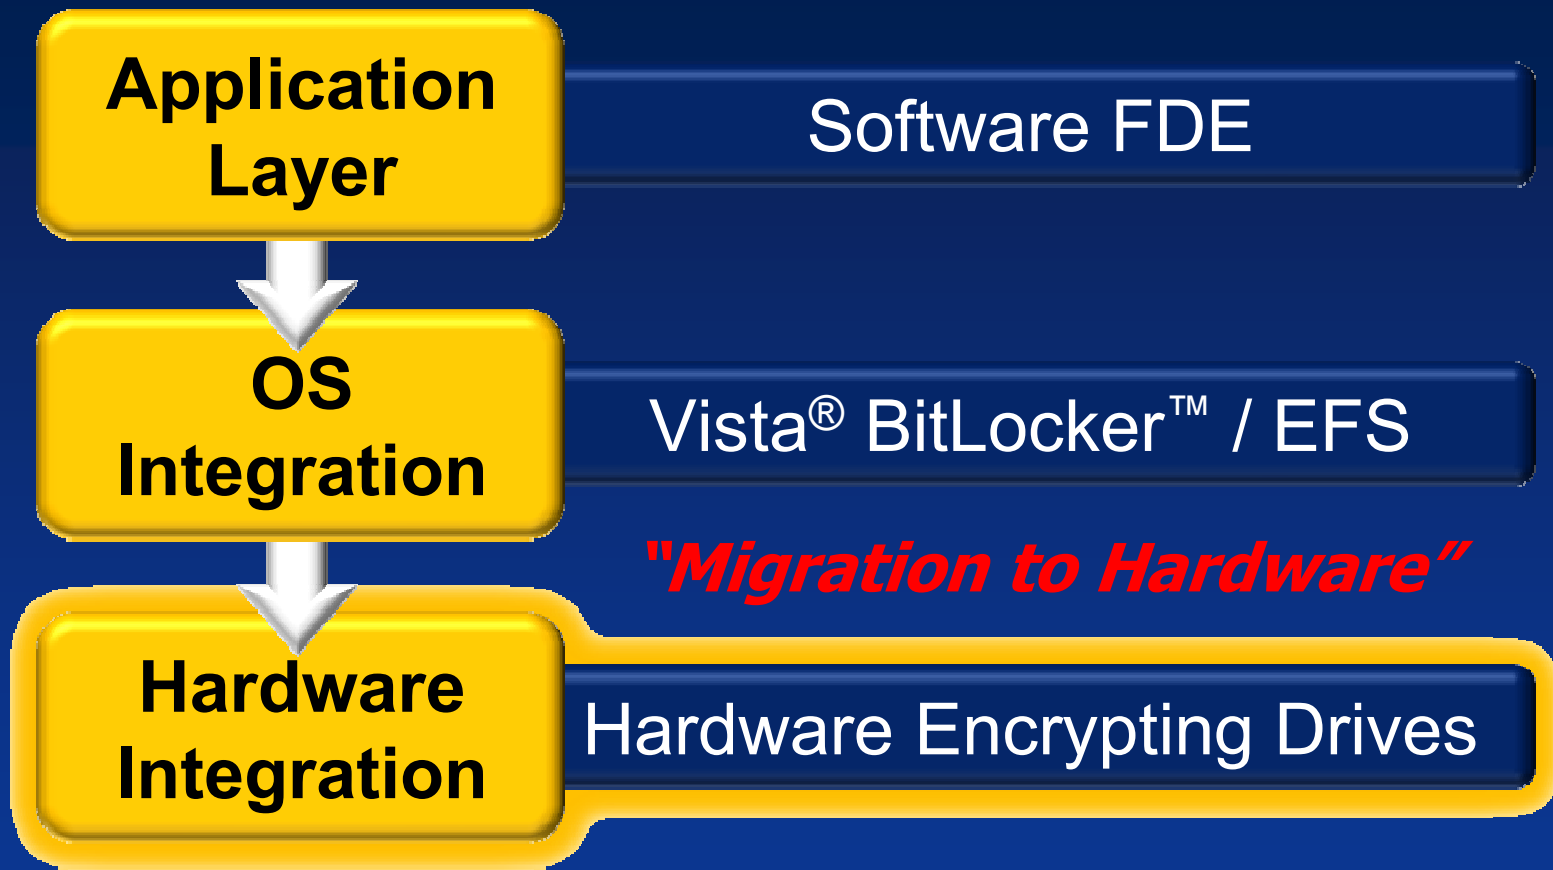 Application
Layer
Software FDE
OS
Integration
Vista® BitLocker™ / EFS
“Migration to Hardware”
Hardware
Integration
Hardware Encrypting Drives